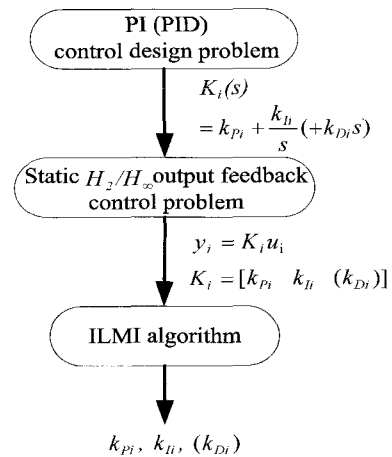 PI (PID)
control design problem
K_i(s)
= k_{Pi} + \frac{k_{Ii}}{s} (+k_{Di}s)
Static H_2/H_∞ output feedback
control problem
y_i = K_i u_i
K_i = [k_{Pi} k_{Ii} (k_{Di})]
ILMI algorithm
k_{Pi}, k_{Ii}, (k_{Di})